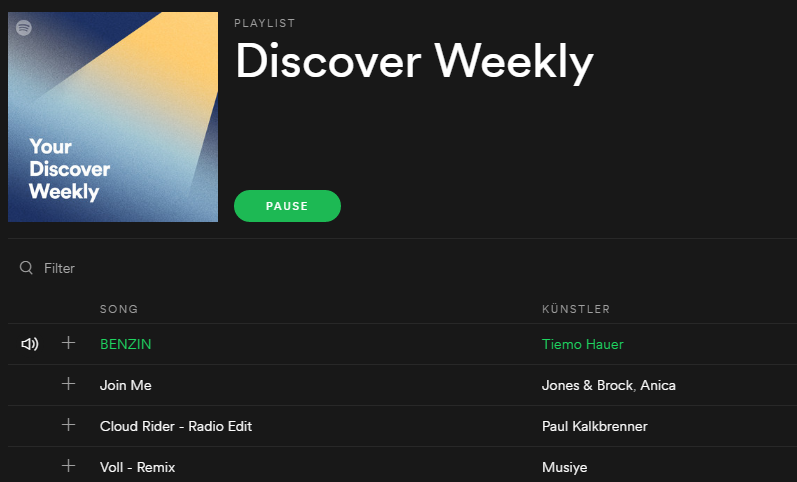 PLAYLIST
Discover Weekly
Your
Discover
Weekly
PAUSE
Filter
SONG KÜNSTLER
BENZIN Tiemo Hauer
Join Me Jones & Brock, Anica
Cloud Rider - Radio Edit Paul Kalkbrenner
Voll - Remix Musiye